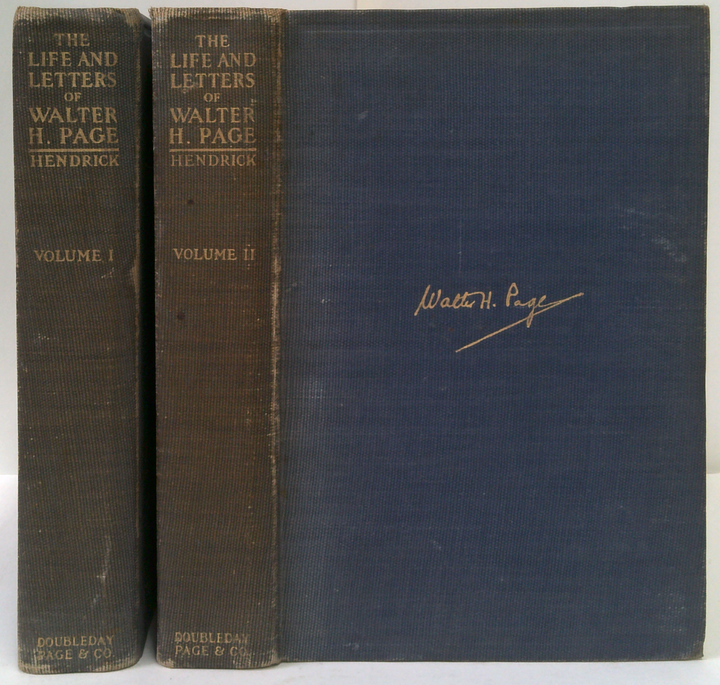 THE
LIFE AND
LETTERS
OF
WALTER
H. PAGE
HENDRICK
VOLUME I
DOUBLEDAY
PAGE & CO.
THE
LIFE AND
LETTERS
OF
WALTER
H. PAGE
HENDRICK
VOLUME II
DOUBLEDAY
PAGE & CO.
Walter H. Page